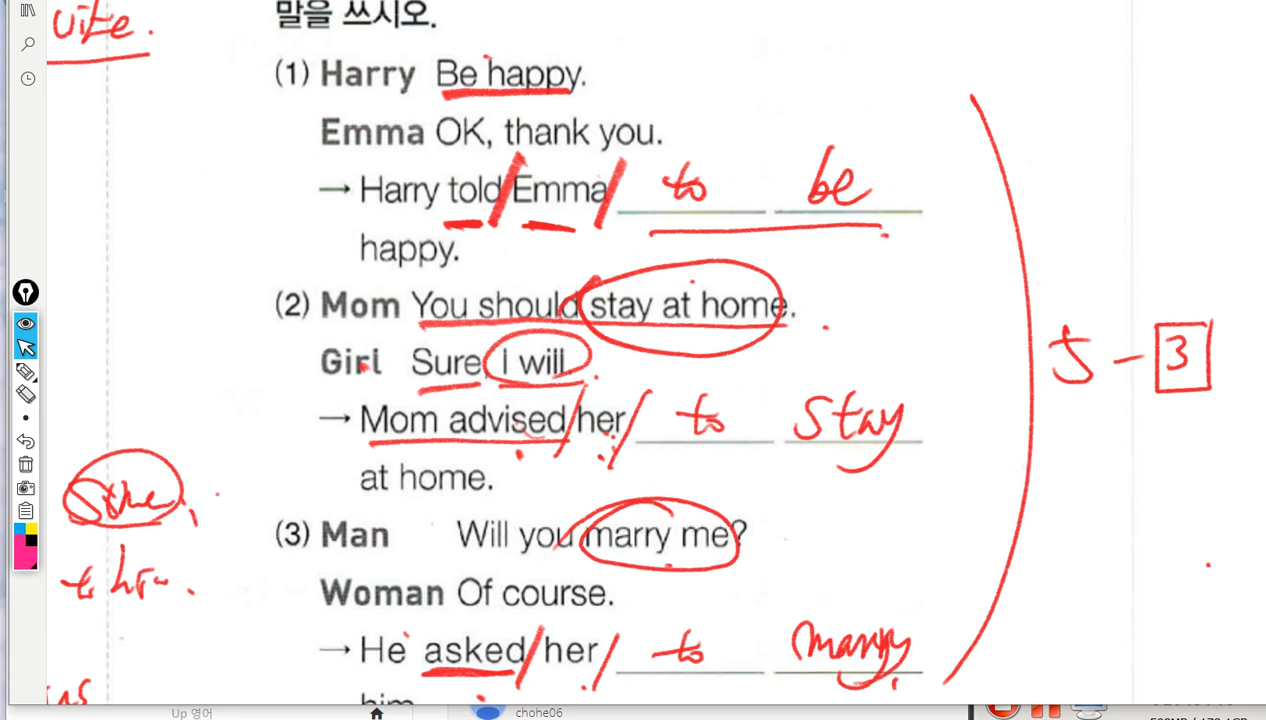 말을 쓰시오.
uite.
(1) Harry Be happy.
Emma OK, thank you.
→ Harry told/Emma/ to be
happy.
(2) Mom You should stay at home.
Girl Sure, I will.
5 - 3
→ Mom advised/her/ to stay
at home.
(3) Man Will you marry me?
Woman Of course.
→ He asked/her/ to marry
him
Up 영어
chohe06